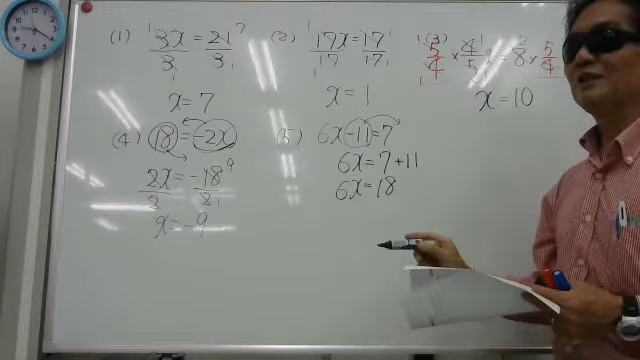 (1) 3x/3 = 21/3 7
x = 7
(2) 17x/17 = 17/17
x = 1
(3) 5/4 × 4/5 x = 8 × 5/4
x = 10
(4) 18 = -2x
2x/2 = -18/2 9
x = -9
(5) 6x -11 = 7
6x = 7 + 11
6x = 18